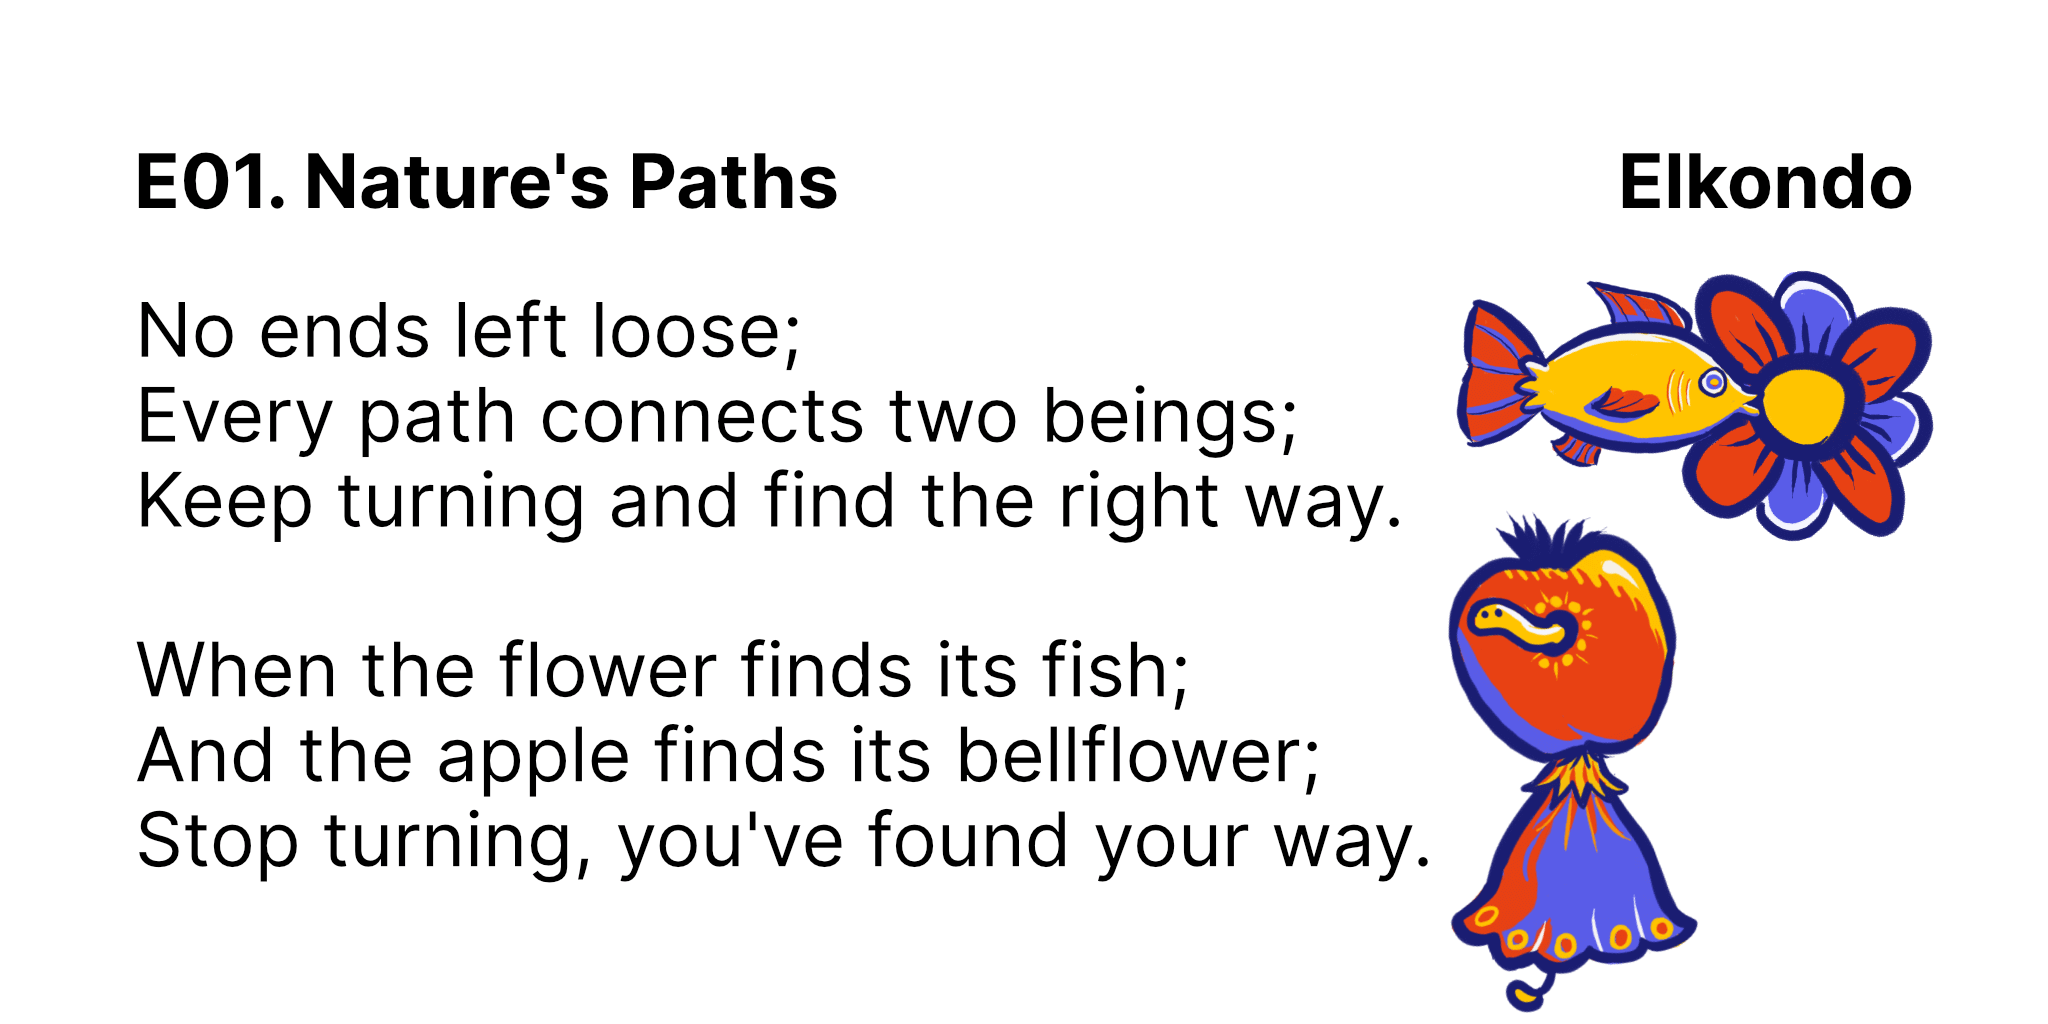 E01. Nature's Paths
Elkondo
No ends left loose;
Every path connects two beings;
Keep turning and find the right way.
When the flower finds its fish;
And the apple finds its bellflower;
Stop turning, you've found your way.